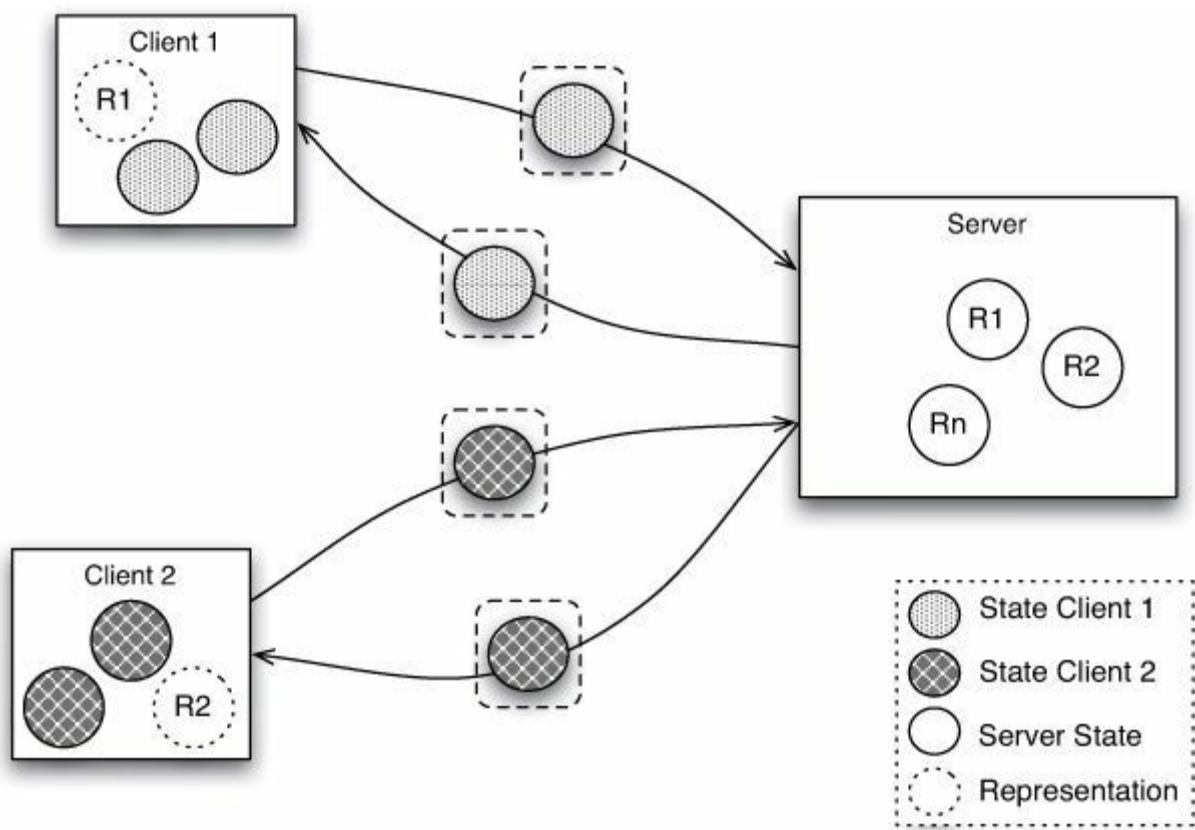 Client 1
R1
Server
R1
R2
Rn
Client 2
R2
State Client 1
State Client 2
Server State
Representation